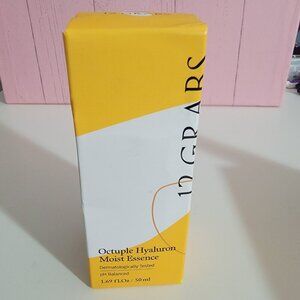 12 GRABS
Octuple Hyaluron
Moist Essence
Dermatologically Tested
pH Balanced
1.69 fl.Oz / 50 ml